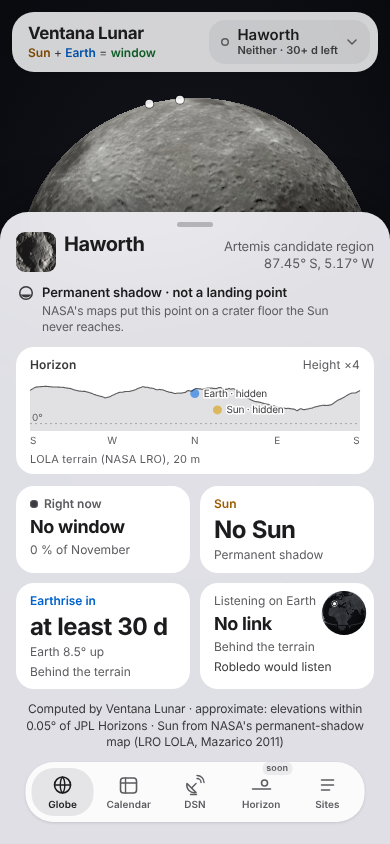 Ventana Lunar
Sun + Earth = window
Haworth
Neither · 30+ d left
Haworth
Artemis candidate region
87.45° S, 5.17° W
Permanent shadow · not a landing point
NASA's maps put this point on a crater floor the Sun
never reaches.
Horizon
Height ×4
Earth · hidden
Sun · hidden
0°
S W N E S
LOLA terrain (NASA LRO), 20 m
Right now
No window
0 % of November
Sun
No Sun
Permanent shadow
Earthrise in
at least 30 d
Earth 8.5° up
Behind the terrain
Listening on Earth
No link
Behind the terrain
Robledo would listen
Computed by Ventana Lunar · approximate: elevations within
0.05° of JPL Horizons · Sun from NASA's permanent-shadow
map (LRO LOLA, Mazarico 2011)
soon
Globe Calendar DSN Horizon Sites